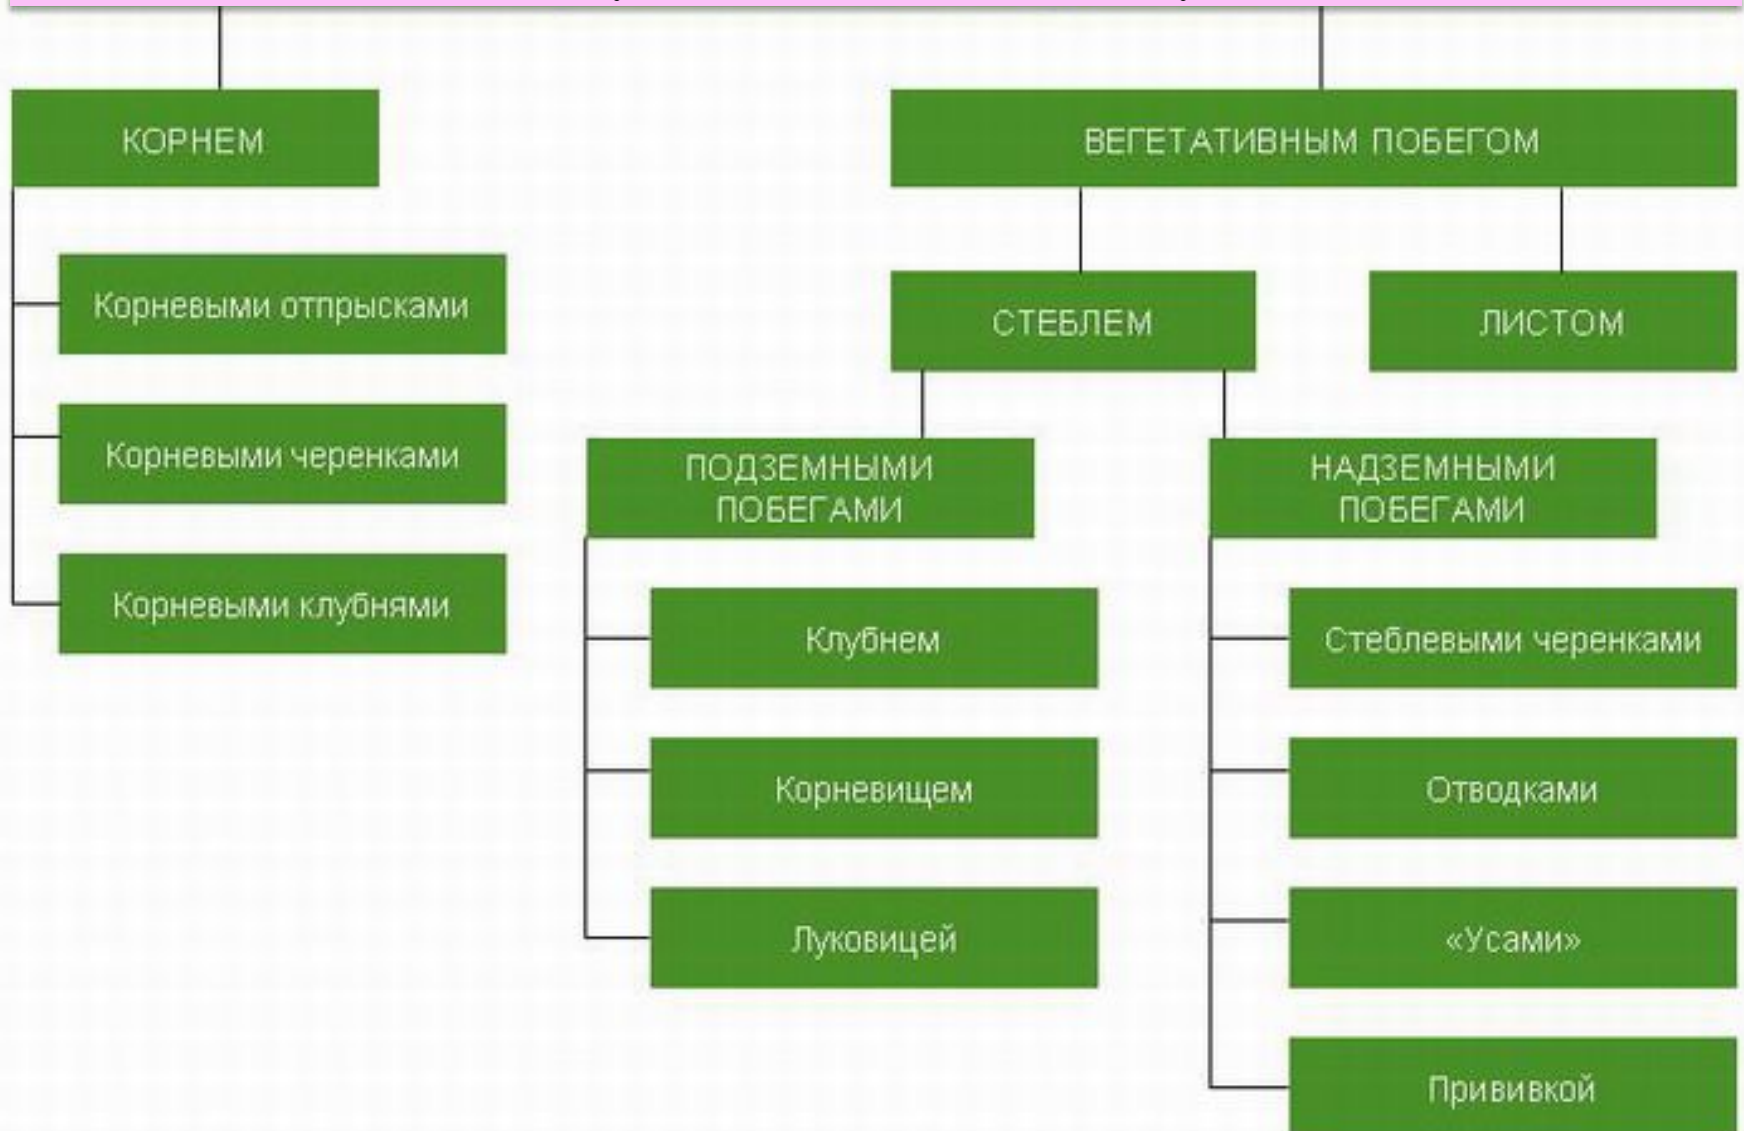 КОРНЕМ
ВЕГЕТАТИВНЫМ ПОБЕГОМ
Корневыми отпрысками
СТЕБЛЕМ
ЛИСТОМ
Корневыми черенками
ПОДЗЕМНЫМИ
ПОБЕГАМИ
НАДЗЕМНЫМИ
ПОБЕГАМИ
Корневыми клубнями
Клубнем
Стеблевыми черенками
Корневищем
Отводками
Луковицей
«Усами»
Прививкой